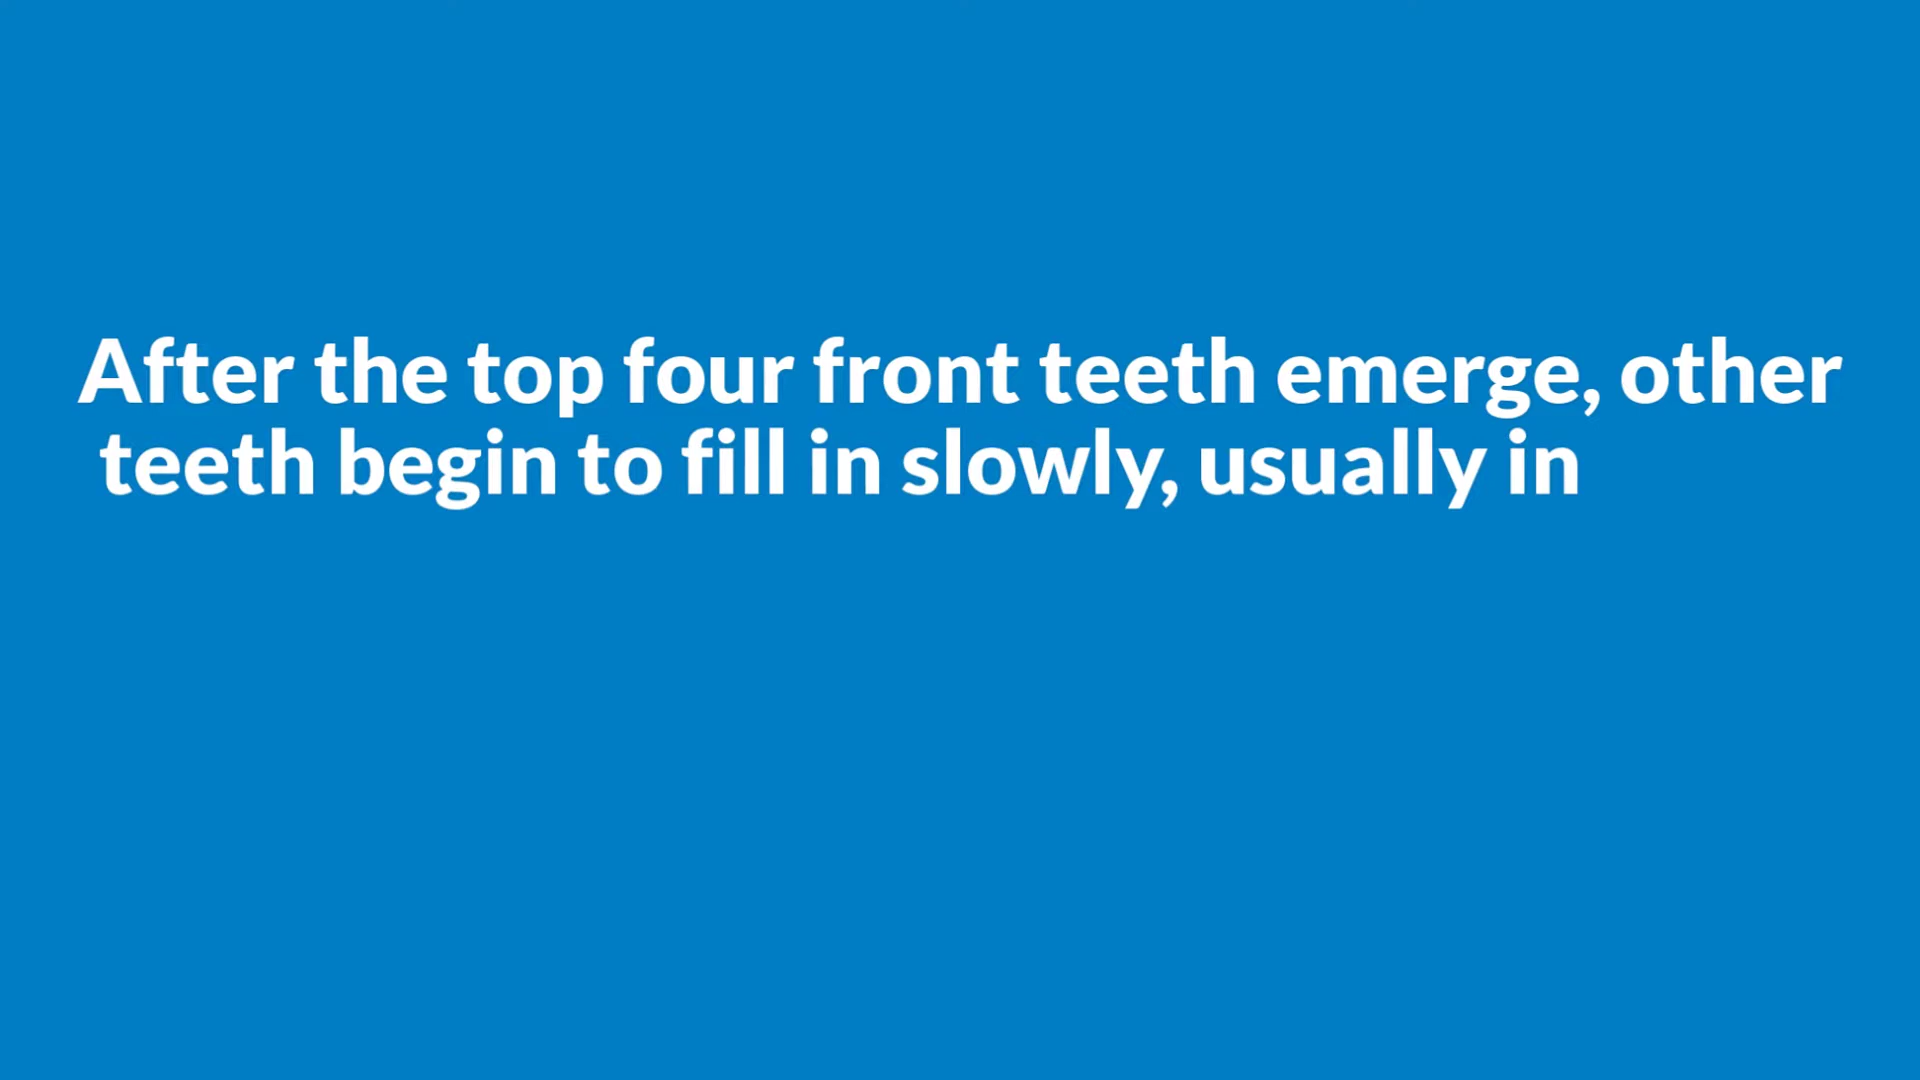 After the top four front teeth emerge, other
teeth begin to fill in slowly, usually in